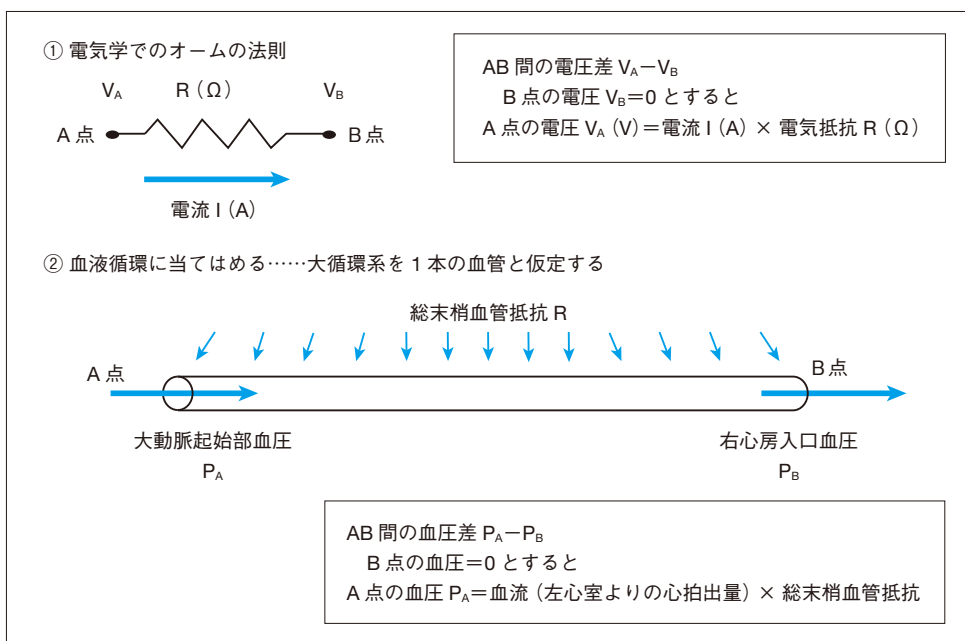 ① 電気学でのオームの法則
VA R(Ω) VB
A 点 B 点
電流 I(A)
AB 間の電圧差 VA−VB
B 点の電圧 VB=0 とすると
A 点の電圧 VA(V)=電流 I(A)× 電気抵抗 R(Ω)
② 血液循環に当てはめる……大循環系を 1 本の血管と仮定する
総末梢血管抵抗 R
A 点
B 点
大動脈起始部血圧
PA
右心房入口血圧
PB
AB 間の血圧差 PA−PB
B 点の血圧=0 とすると
A 点の血圧 PA=血流(左心室よりの心拍出量)× 総末梢血管抵抗